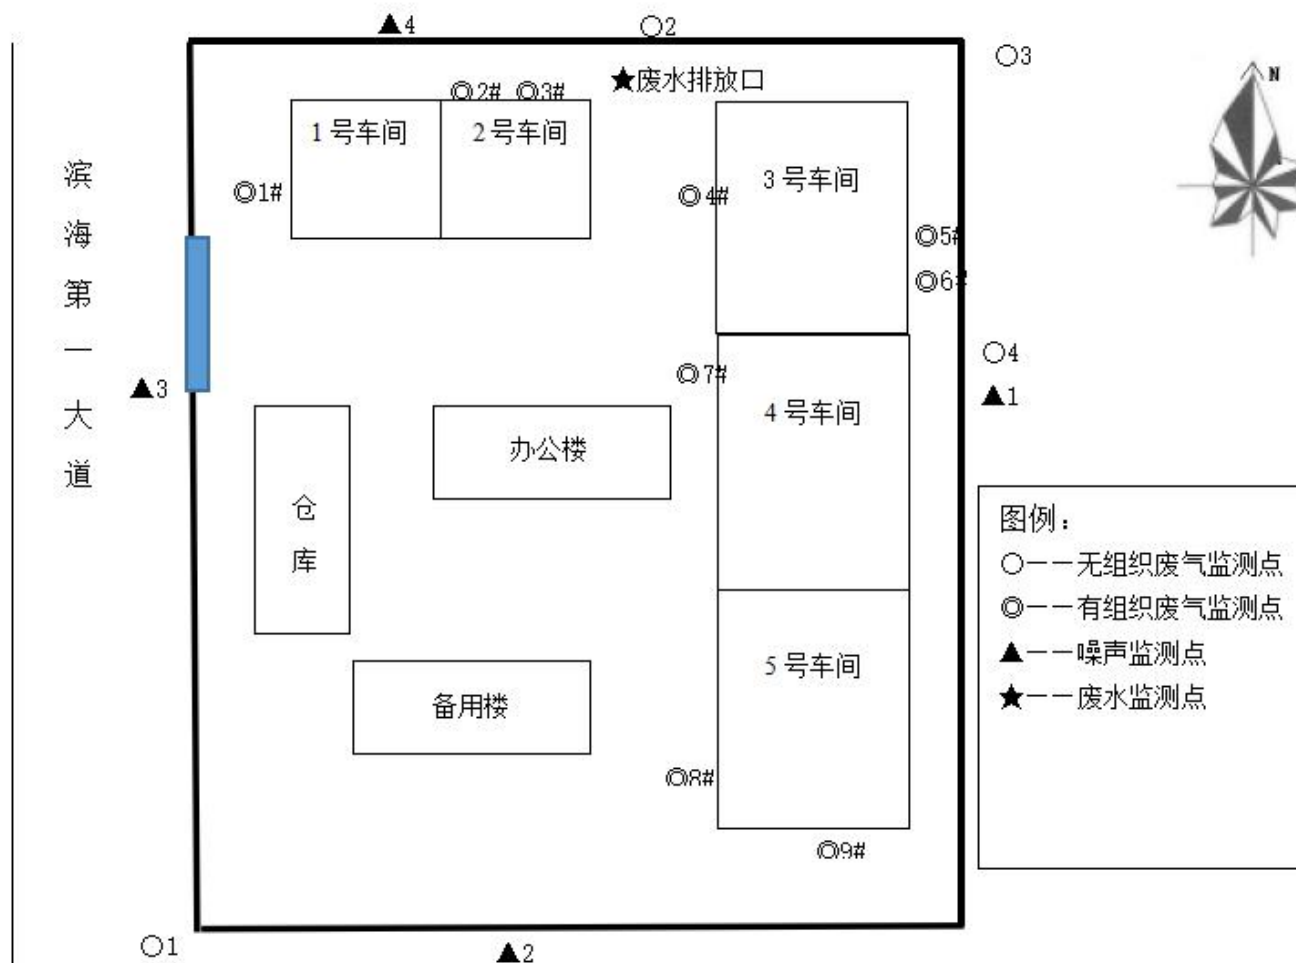 ▲4
○2
○3
★废水排放口
N
◎2#
◎3#
1号车间
2号车间
3号车间
◎1#
◎4#
◎5#
◎6#
滨海第一大道
○4
▲3
▲1
◎7#
4号车间
办公楼
仓库
图例：
○——无组织废气监测点
◎——有组织废气监测点
▲——噪声监测点
★——废水监测点
5号车间
备用楼
◎8#
◎9#
○1
▲2